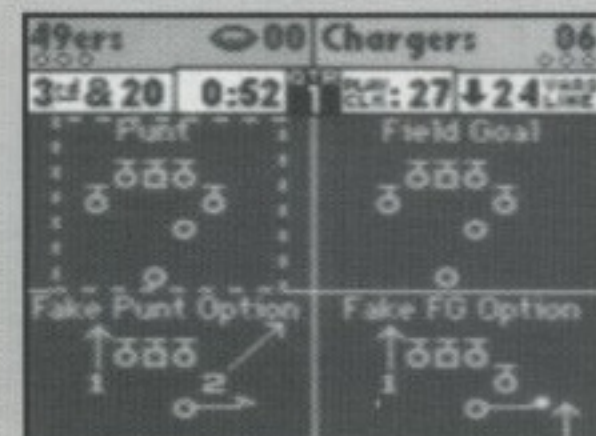 49ers 00 Chargers 06
3rd & 20 0:52 1 PLAY CLK: 27 ↓24 YARD LINE
Punt Field Goal
Fake Punt Option Fake FG Option
1 2 1